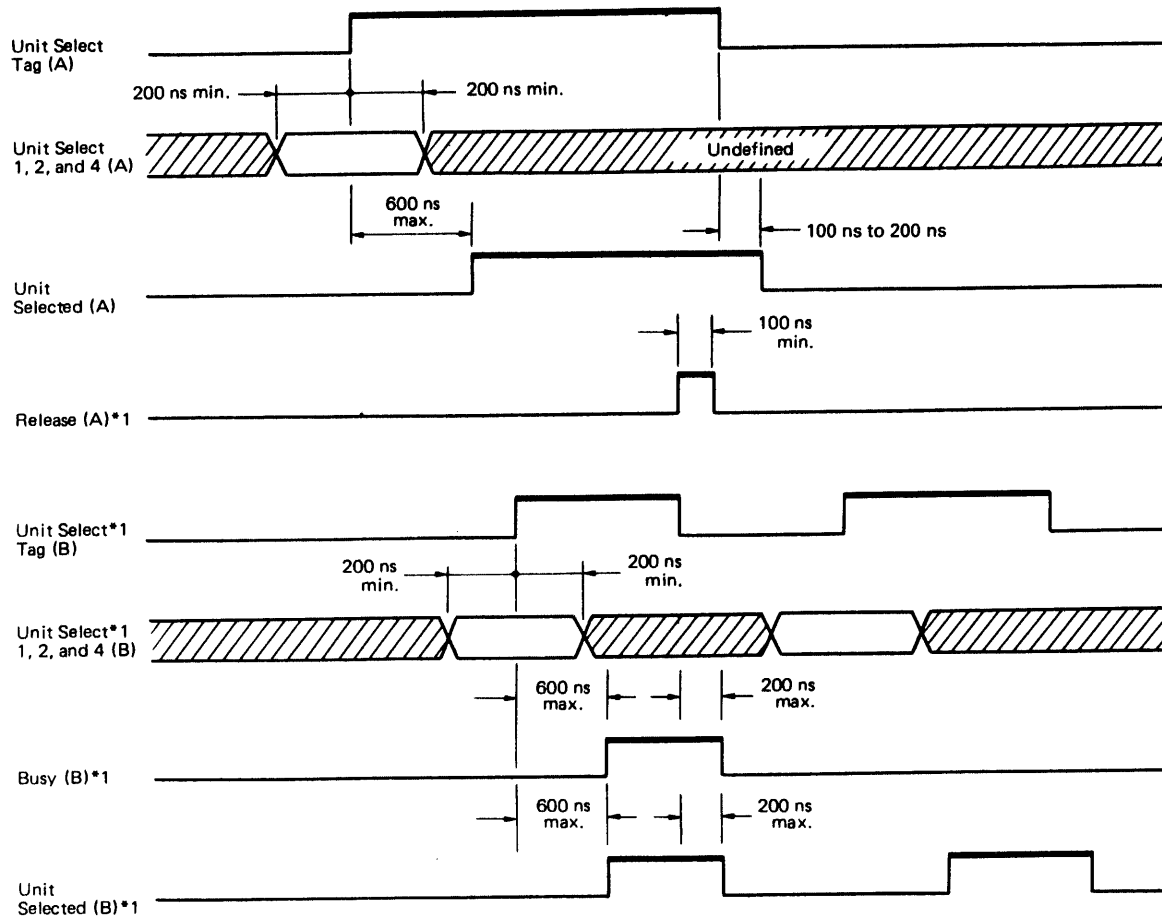 Unit Select
Tag (A)
200 ns min.
200 ns min.
Unit Select
1, 2, and 4 (A)
Undefined
600 ns
max.
100 ns to 200 ns
Unit
Selected (A)
100 ns
min.
Release (A)*1
Unit Select*1
Tag (B)
200 ns
min.
200 ns
min.
Unit Select*1
1, 2, and 4 (B)
600 ns
max.
200 ns
max.
Busy (B)*1
600 ns
max.
200 ns
max.
Unit
Selected (B)*1